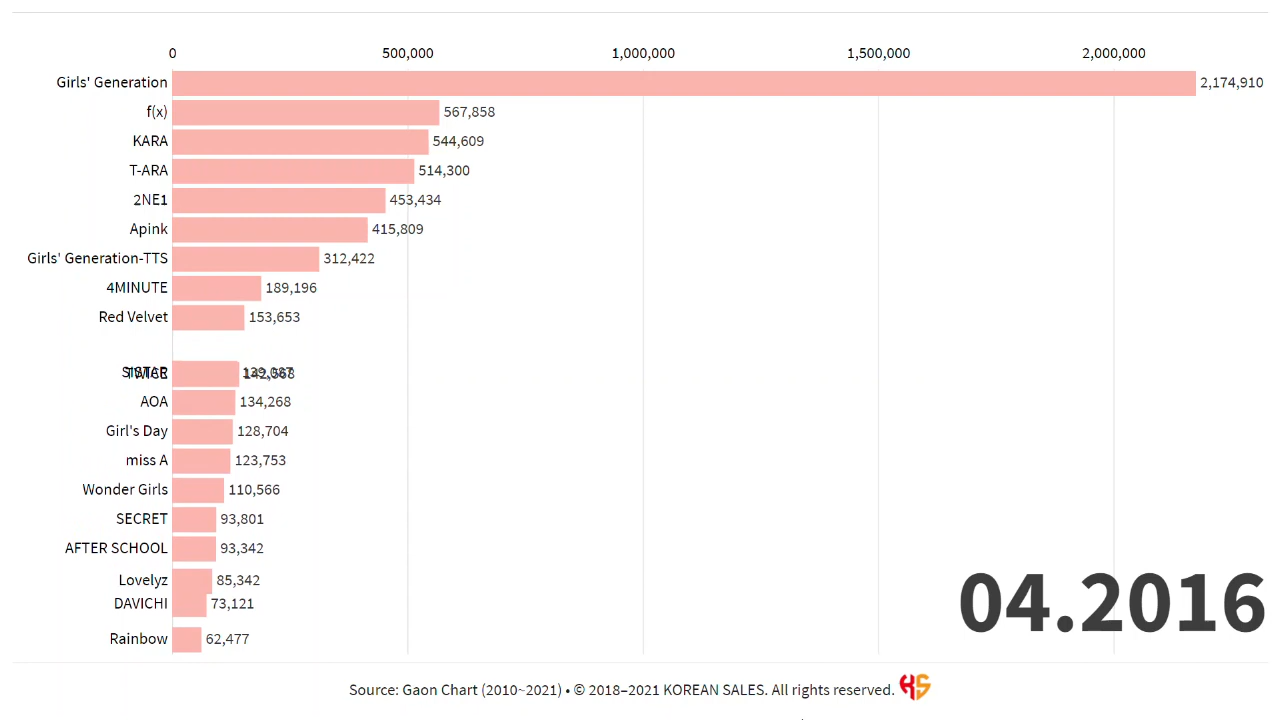 0 500,000 1,000,000 1,500,000 2,000,000
Girls' Generation 2,174,910
f(x) 567,858
KARA 544,609
T-ARA 514,300
2NE1 453,434
Apink 415,809
Girls' Generation-TTS 312,422
4MINUTE 189,196
Red Velvet 153,653
SISTAR
TWICE
AOA 134,268
Girl's Day 128,704
miss A 123,753
Wonder Girls 110,566
SECRET 93,801
AFTER SCHOOL 93,342
Lovelyz 85,342
DAVICHI 73,121
Rainbow 62,477
04.2016
Source: Gaon Chart (2010~2021) • © 2018–2021 KOREAN SALES. All rights reserved. KS